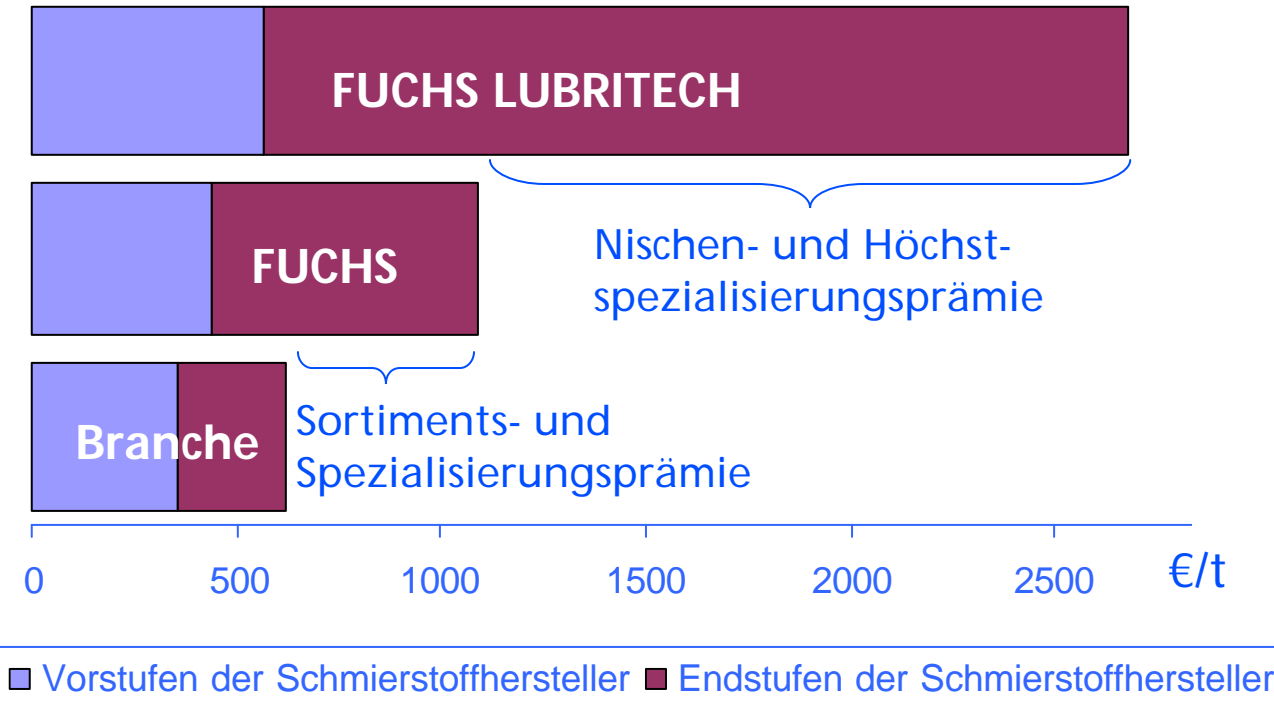 FUCHS LUBRITECH
Nischen- und Höchst-
spezialisierungsprämie
FUCHS
Sortiments- und
Spezialisierungsprämie
Branche
0 500 1000 1500 2000 2500 €/t
Vorstufen der Schmierstoffhersteller Endstufen der Schmierstoffhersteller